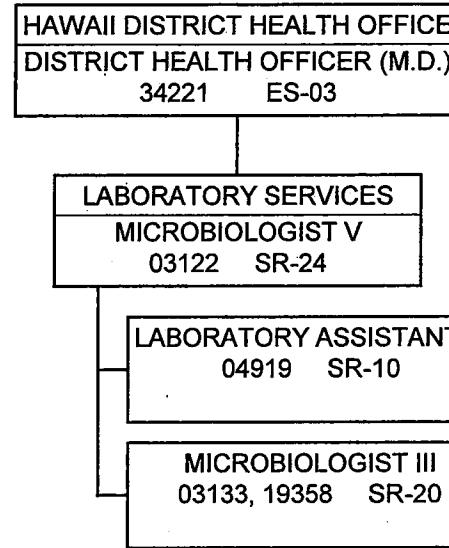 HAWAII DISTRICT HEALTH OFFICE
DISTRICT HEALTH OFFICER (M.D.)
34221 ES-03
LABORATORY SERVICES
MICROBIOLOGIST V
03122 SR-24
LABORATORY ASSISTANT
04919 SR-10
MICROBIOLOGIST III
03133, 19358 SR-20